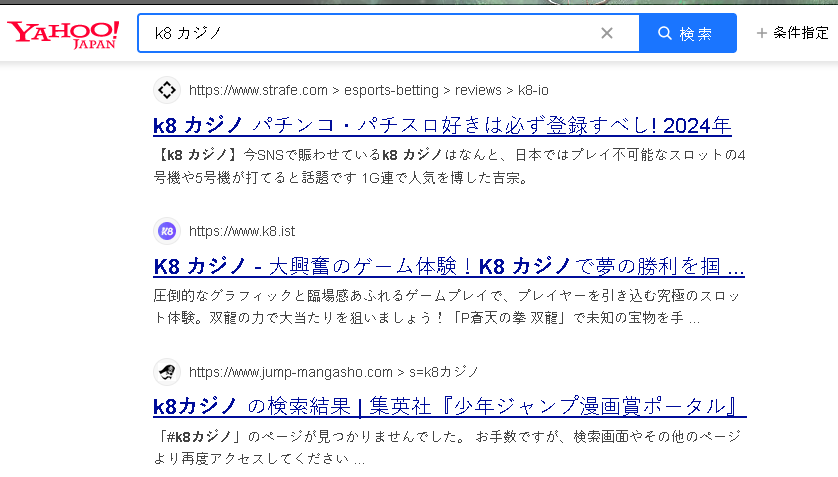 YAHOO! JAPAN
k8 カジノ
検索
条件指定
https://www.strafe.com > esports-betting > reviews > k8-io
k8 カジノ パチンコ・パチスロ好きは必ず登録すべし! 2024年
【k8 カジノ】今SNSで賑わせているk8 カジノはなんと、日本ではプレイ不可能なスロットの4
号機や5号機が打てると話題です 1G連で人気を博した吉宗。
K8
https://www.k8.ist
K8 カジノ - 大興奮のゲーム体験！K8 カジノで夢の勝利を掴 ...
圧倒的なグラフィックと臨場感あふれるゲームプレイで、プレイヤーを引き込む究極のスロッ
ト体験。双龍の力で大当たりを狙いましょう！「P蒼天の拳 双龍」で未知の宝物を手 ...
https://www.jump-mangasho.com > s=k8カジノ
k8カジノ の検索結果 | 集英社『少年ジャンプ漫画賞ポータル』
「#k8カジノ」のページが見つかりませんでした。 お手数ですが、検索画面やその他のページ
より再度アクセスしてください ...